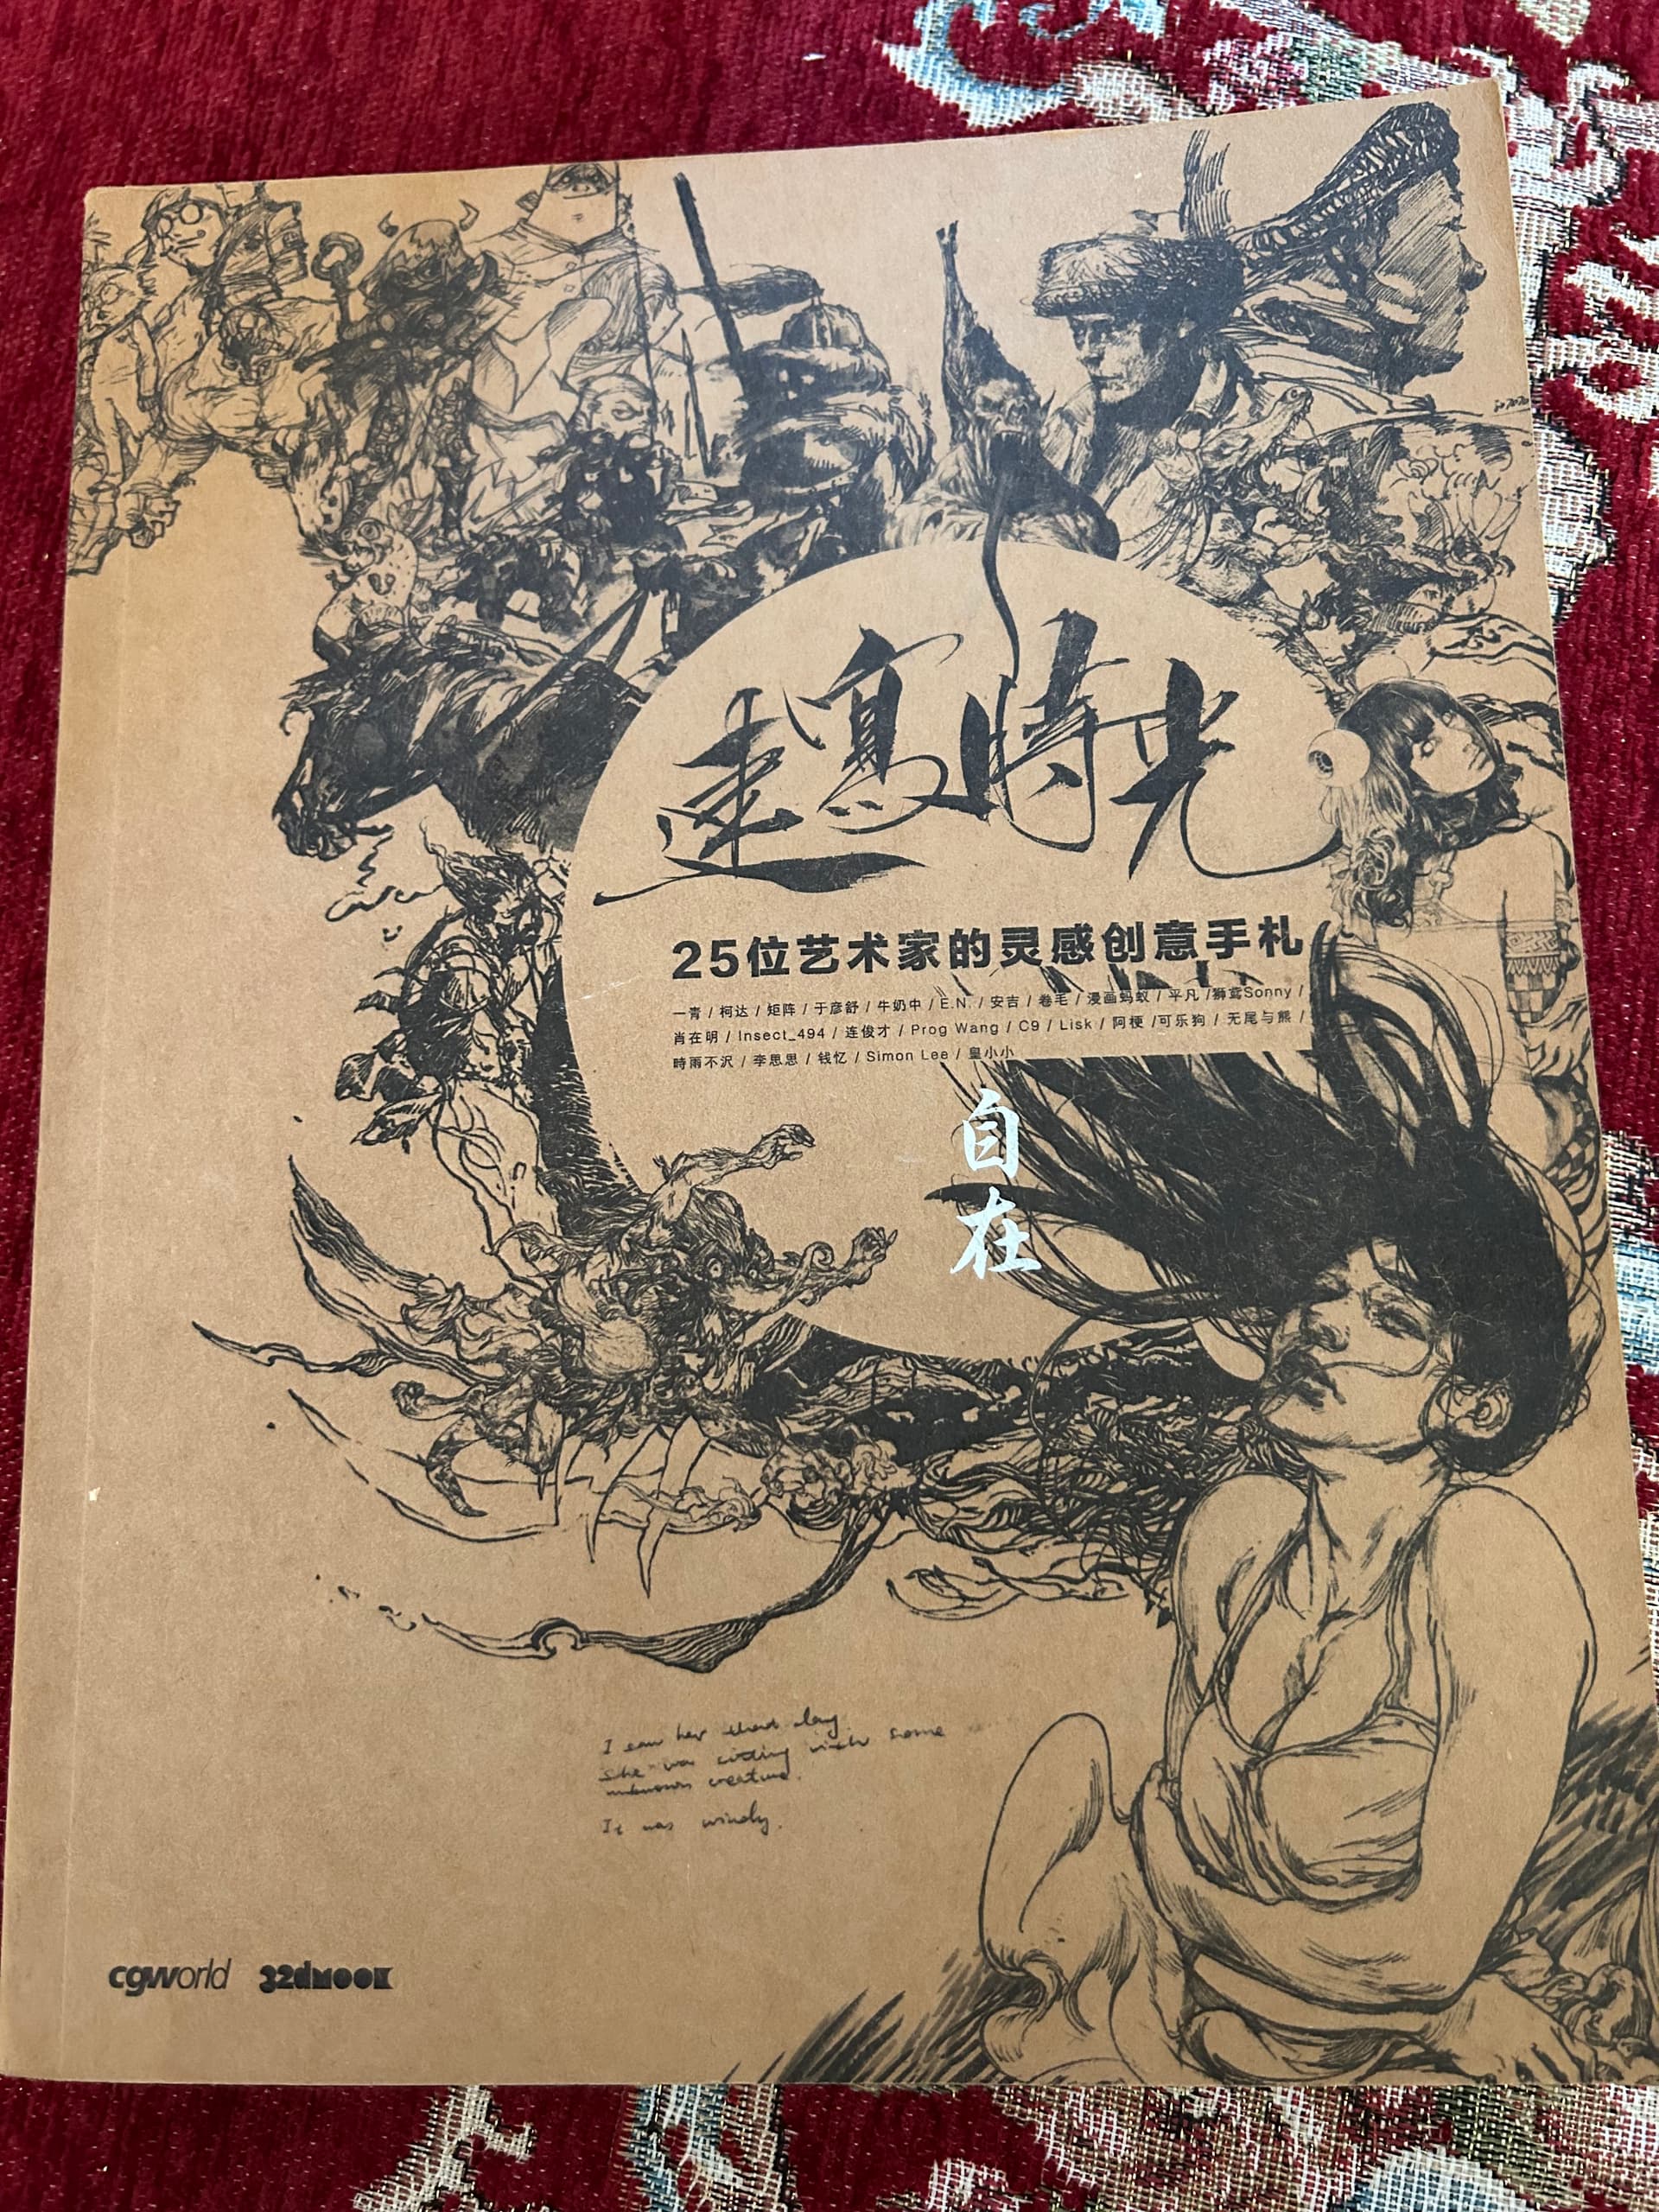 速寫時光
25位艺术家的灵感创意手札
一青 / 柯达 / 矩阵 / 于彦舒 / 牛奶中 / E.N. / 安吉 / 卷毛 / 漫画蚂蚁 / 平凡 /狮鸢Sonny /
肖在明 / Insect_494 / 连俊才 / Prog Wang / C9 / Lisk / 阿梗 /可乐狗 / 无尾与熊 /
時雨不沢 / 李思思 / 钱忆 / Simon Lee / 皇小小
自在
I saw her that day.
She was sitting with some
unknown creature.
It was windy.
cgworld 32dmook